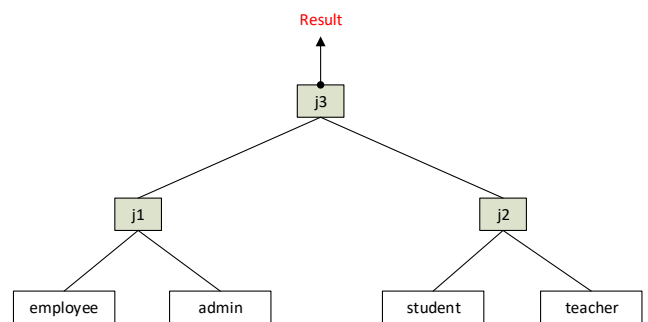 Result
j3
j1
j2
employee
admin
student
teacher